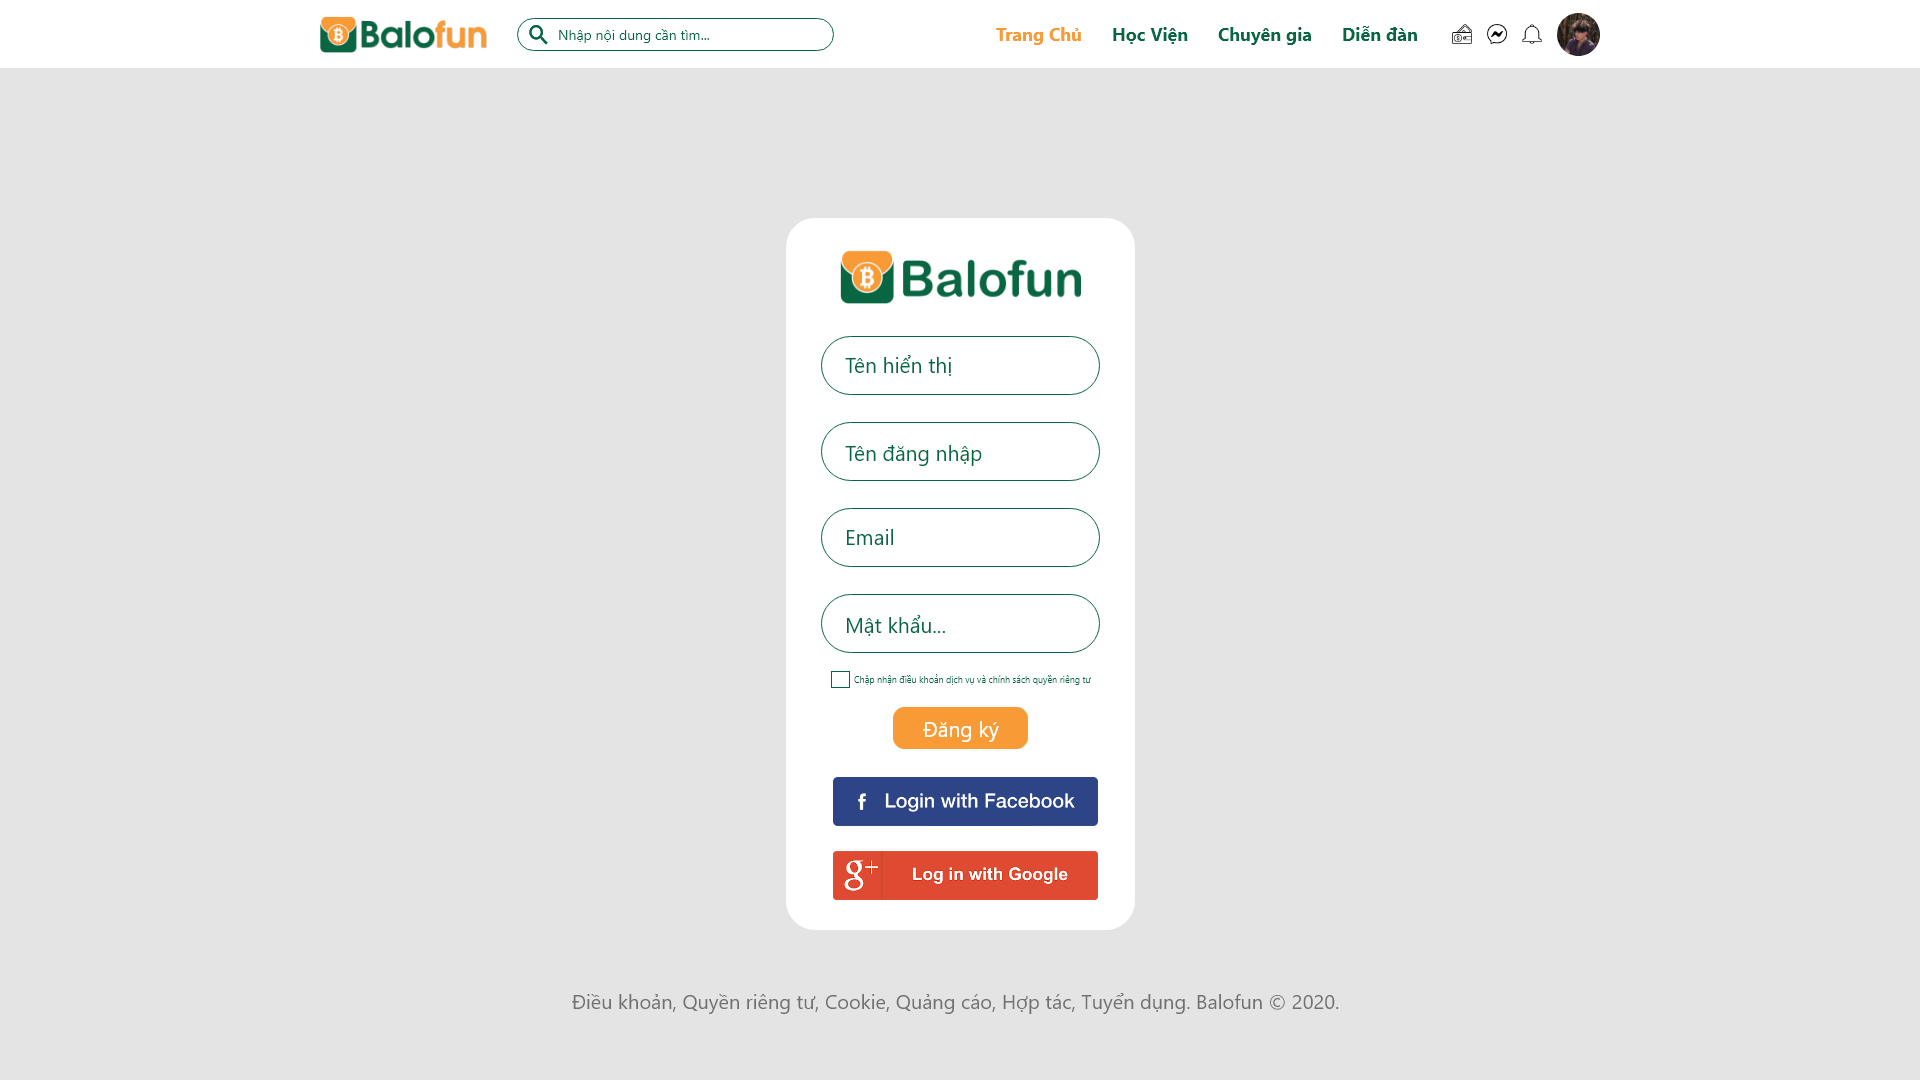 Balofun
Nhập nội dung cần tìm...
Trang Chủ
Học Viện
Chuyên gia
Diễn đàn
Balofun
Tên hiển thị
Tên đăng nhập
Email
Mật khẩu...
Chập nhận điều khoản dịch vụ và chính sách quyền riêng tư
Đăng ký
f Login with Facebook
g+ Log in with Google
Điều khoản, Quyền riêng tư, Cookie, Quảng cáo, Hợp tác, Tuyển dụng. Balofun © 2020.